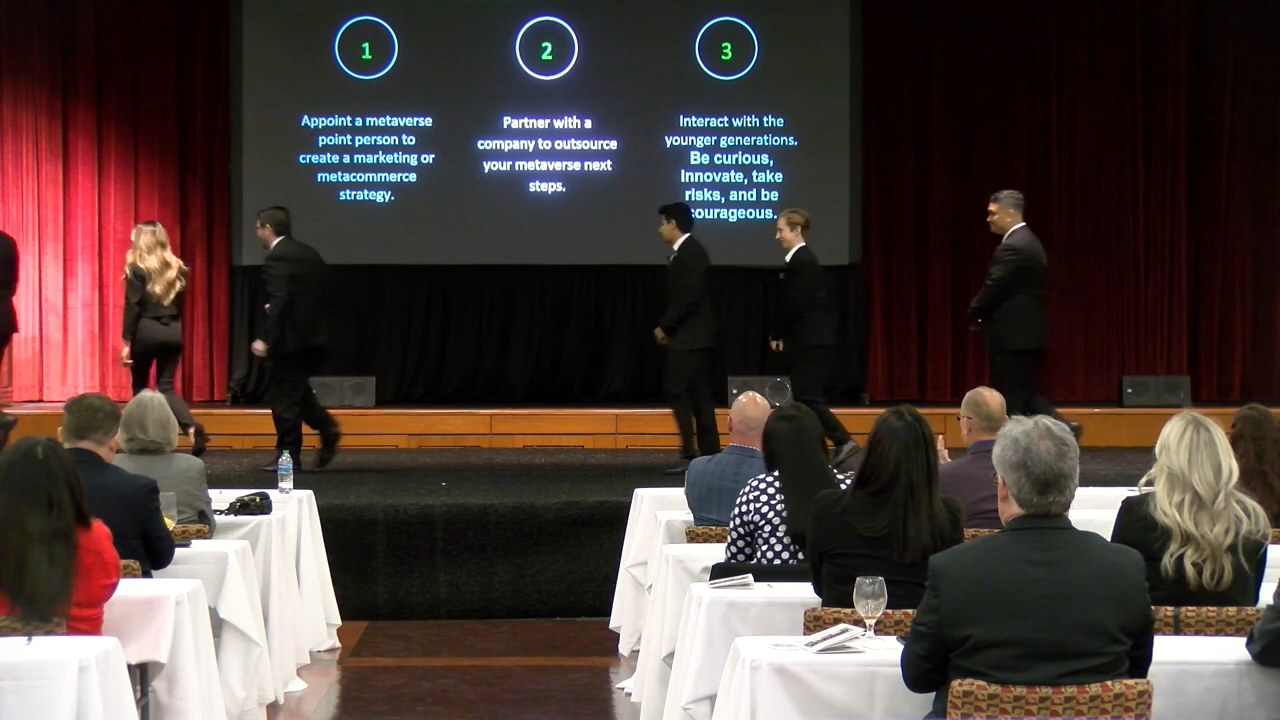 1
Appoint a metaverse
point person to
create a marketing or
metacommerce
strategy.
2
Partner with a
company to outsource
your metaverse next
steps.
3
Interact with the
younger generations.
Be curious,
Innovate, take
risks, and be
courageous.